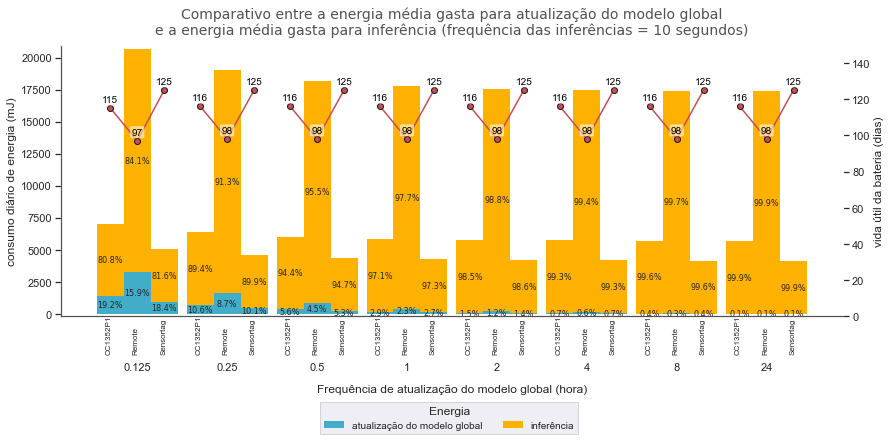 Comparativo entre a energia média gasta para atualização do modelo global
e a energia média gasta para inferência (frequência das inferências = 10 segundos)
consumo diário de energia (mJ)
20000
17500
15000
12500
10000
7500
5000
2500
0
140
120
100
80
60
40
20
0
vida útil da bateria (dias)
115 97 125 116 98 125 116 98 125 116 98 125 116 98 125 116 98 125 116 98 125 116 98 125
80.8% 84.1% 81.6% 89.4% 91.3% 89.9% 94.4% 95.5% 94.7% 97.1% 97.7% 97.3% 98.5% 98.8% 98.6% 99.3% 99.4% 99.3% 99.6% 99.7% 99.6% 99.9% 99.9% 99.9%
19.2% 15.9% 18.4% 10.6% 8.7% 10.1% 5.6% 4.5% 5.3% 2.9% 2.3% 2.7% 1.5% 1.2% 1.4% 0.7% 0.6% 0.7% 0.4% 0.3% 0.4% 0.1% 0.1% 0.1%
CC1352P1 Remote Sensortag CC1352P1 Remote Sensortag CC1352P1 Remote Sensortag CC1352P1 Remote Sensortag CC1352P1 Remote Sensortag CC1352P1 Remote Sensortag CC1352P1 Remote Sensortag CC1352P1 Remote Sensortag
0.125 0.25 0.5 1 2 4 8 24
Frequência de atualização do modelo global (hora)
Energia
atualização do modelo global inferência